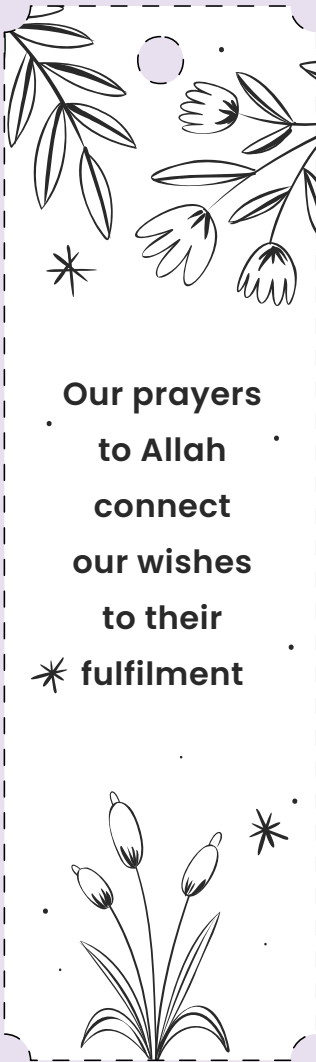 Our prayers
to Allah
connect
our wishes
to their
fulfilment